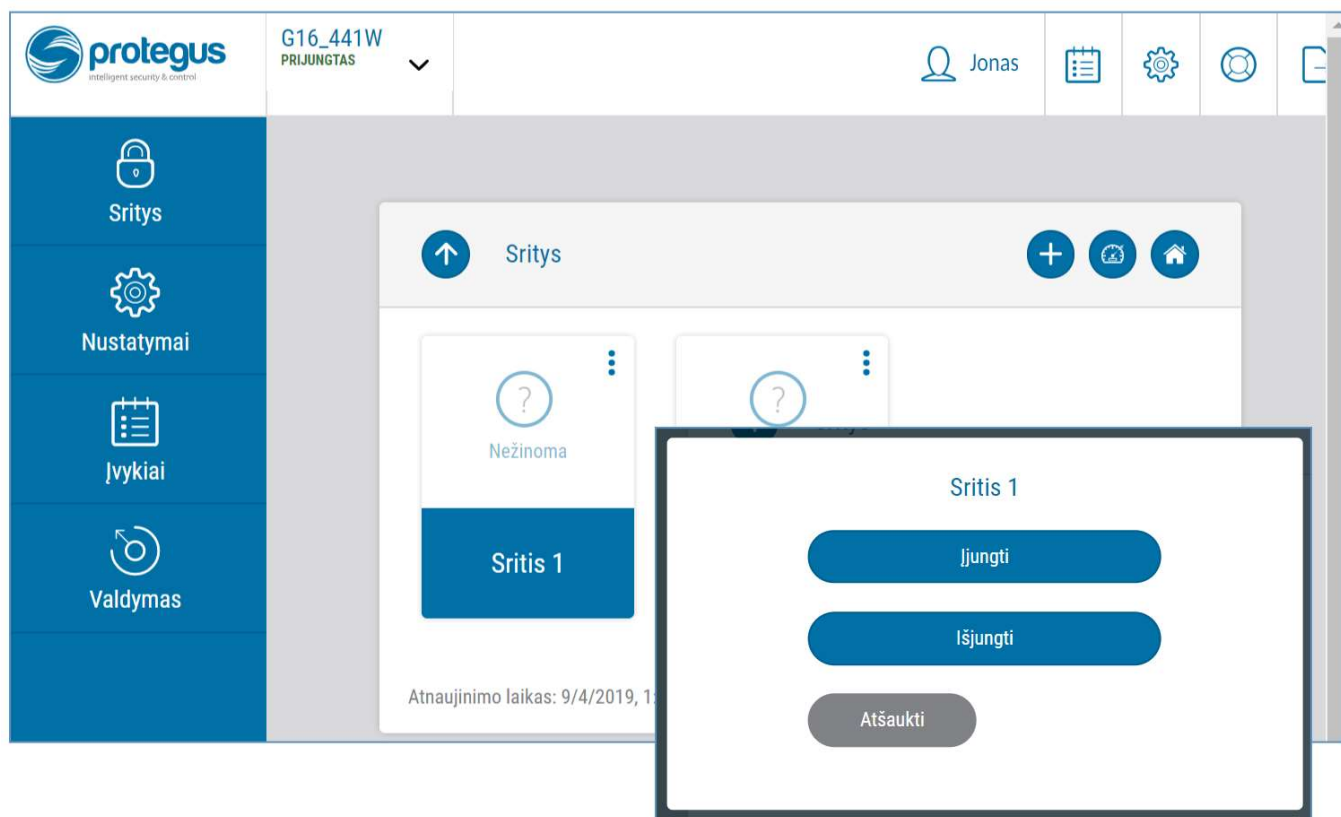 protegus
intelligent security & control
G16_441W
PRIJUNGTAS
Jonas
Sritys
Nustatymai
Įvykiai
Valdymas
Sritys
?
Nežinoma
Sritis 1
?
Atnaujinimo laikas: 9/4/2019, 1:
Sritis 1
Įjungti
Išjungti
Atšaukti